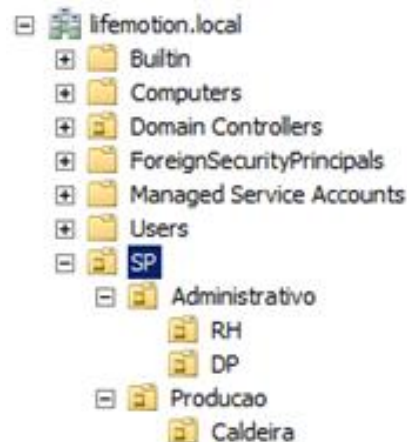 lifemotion.local
Builtin
Computers
Domain Controllers
ForeignSecurityPrincipals
Managed Service Accounts
Users
SP
Administrativo
RH
DP
Producao
Caldeira